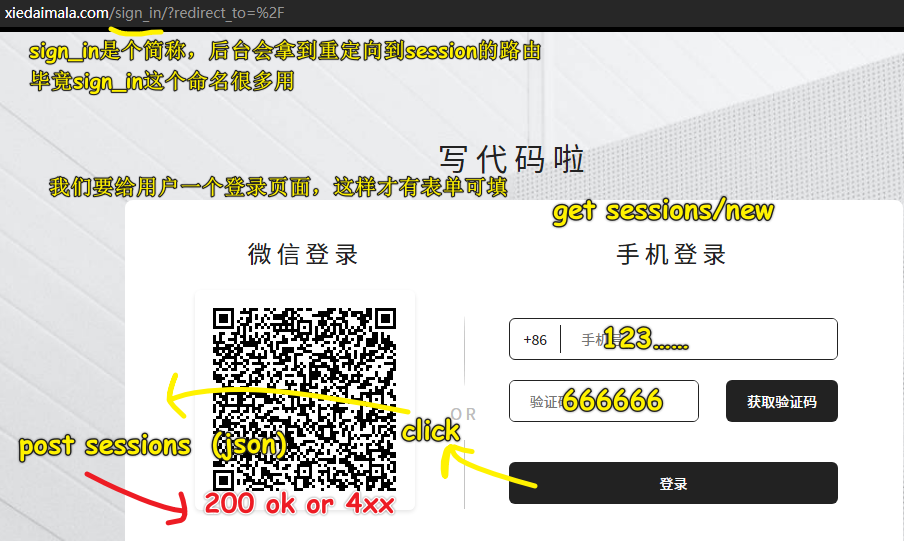 xiedaimala.com/sign_in/?redirect_to=%2F
sign_in是个简称，后台会拿到重定向到session的路由
毕竟sign_in这个命名很多用
写代码啦
我们要给用户一个登录页面，这样才有表单可填
get sessions/new
微信登录
手机登录
+86
手机
123......
验证
666666
获取验证码
OR
click
post sessions （json）
登录
200 ok or 4xx